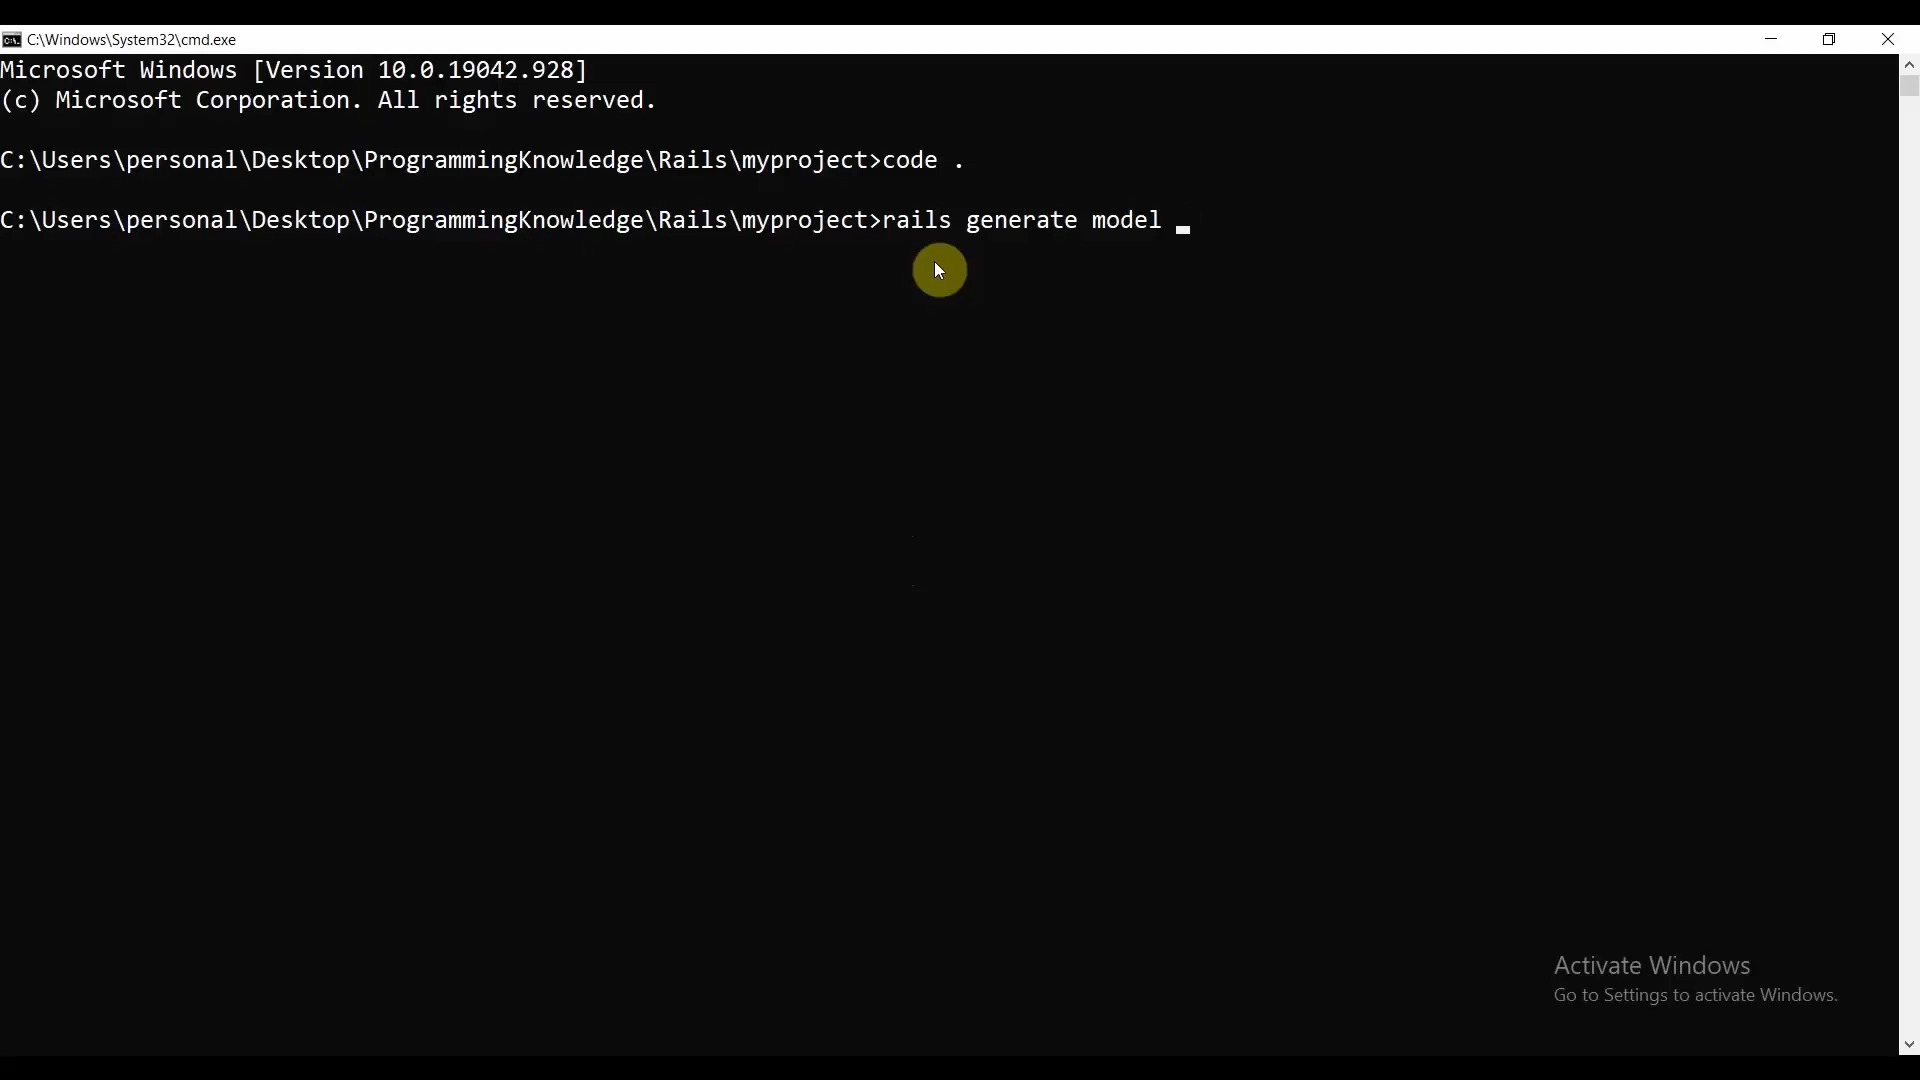 C:\Windows\System32\cmd.exe
Microsoft Windows [Version 10.0.19042.928]
(c) Microsoft Corporation. All rights reserved.
C:\Users\personal\Desktop\ProgrammingKnowledge\Rails\myproject>code .
C:\Users\personal\Desktop\ProgrammingKnowledge\Rails\myproject>rails generate model
Activate Windows
Go to Settings to activate Windows.